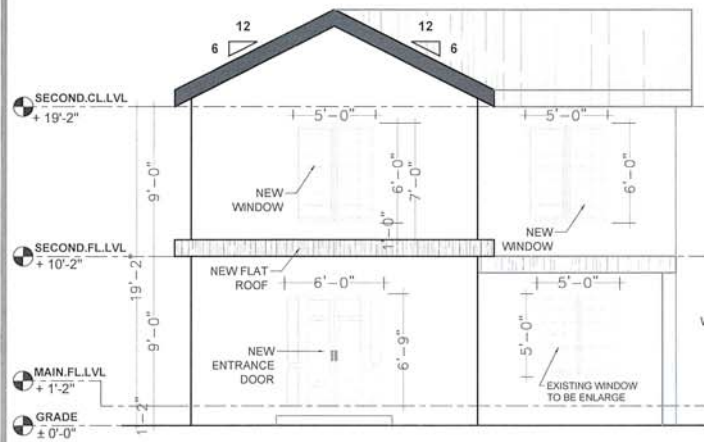 12
6
12
6
SECOND.CL.LVL
+ 19'-2"
5'-0"
5'-0"
9'-0"
6'-0"
7'-0"
6'-0"
NEW
WINDOW
NEW
WINDOW
1'-0"
SECOND.FL.LVL
+ 10'-2"
NEW FLAT
ROOF
6'-0"
5'-0"
19'-2"
9'-0"
6'-9"
5'-0"
NEW
ENTRANCE
DOOR
MAIN.FL.LVL
+ 1'-2"
EXISTING WINDOW
TO BE ENLARGE
GRADE
± 0'-0"
1'-2"